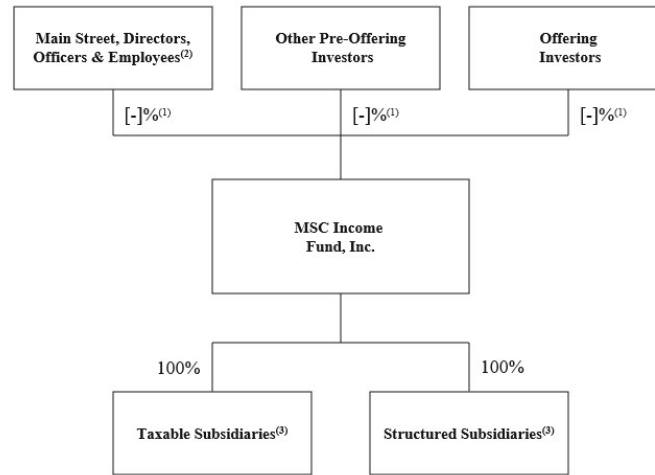 Main Street, Directors,
Officers & Employees(2)
Other Pre-Offering
Investors
Offering
Investors
[-]%(1)
[-]%(1)
[-]%(1)
MSC Income
Fund, Inc.
100%
100%
Taxable Subsidiaries(3)
Structured Subsidiaries(3)